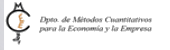 Dpto. de Métodos Cuantitativos
para la Economía y la Empresa